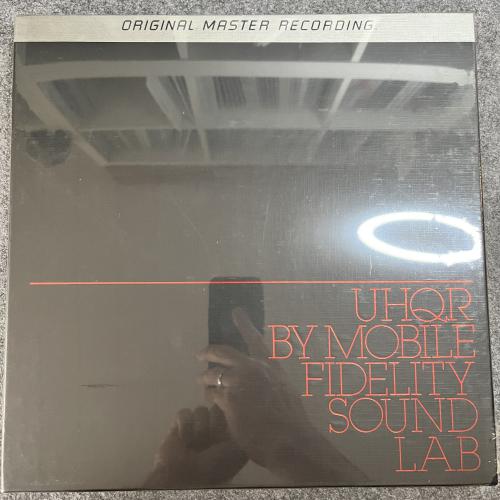 ORIGINAL MASTER RECORDING
UHQR
BY MOBILE
FIDELITY
SOUND
LAB